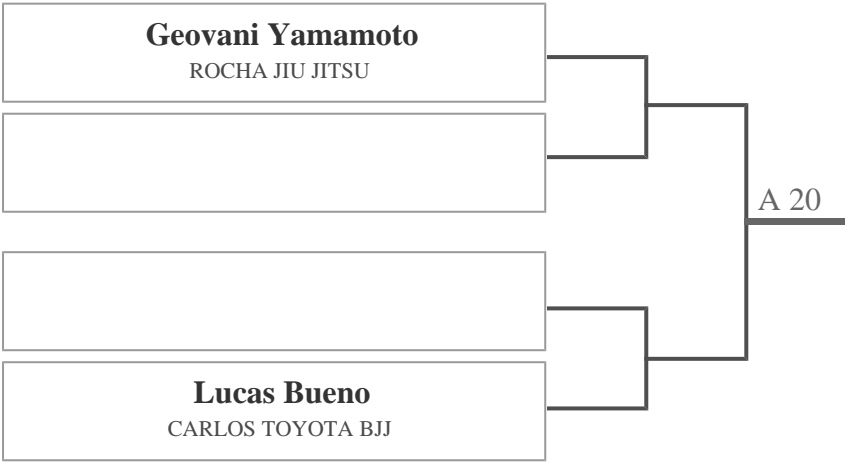 Geovani Yamamoto
ROCHA JIU JITSU
A 20
Lucas Bueno
CARLOS TOYOTA BJJ